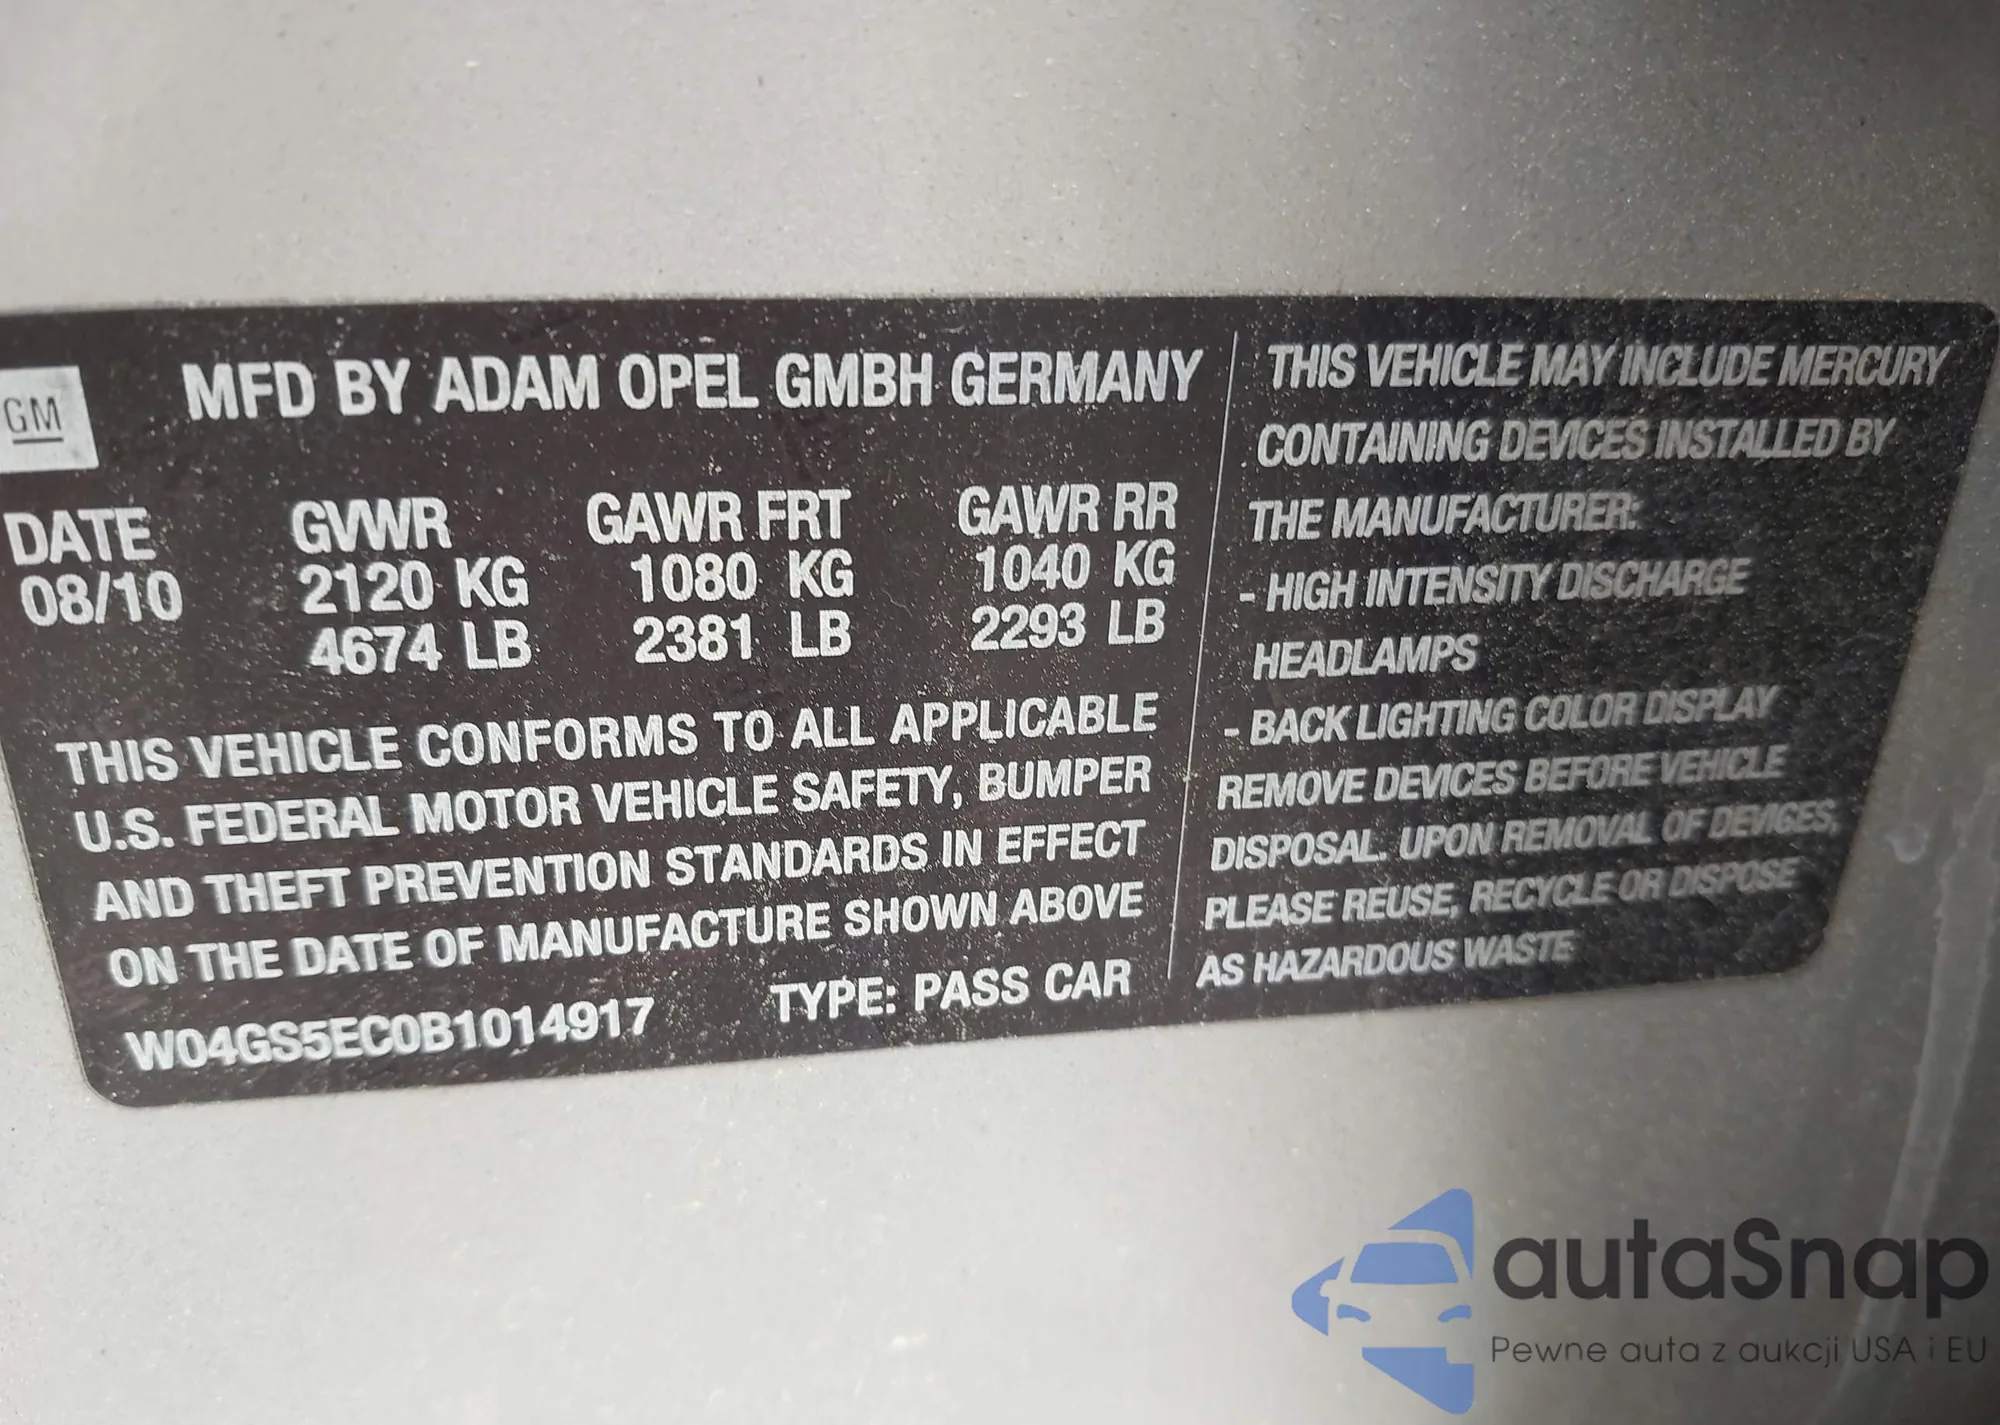 GM
MFD BY ADAM OPEL GMBH GERMANY
DATE GVWR GAWR FRT GAWR RR
08/10 2120 KG 1080 KG 1040 KG
4674 LB 2381 LB 2293 LB
THIS VEHICLE CONFORMS TO ALL APPLICABLE
U.S. FEDERAL MOTOR VEHICLE SAFETY, BUMPER
AND THEFT PREVENTION STANDARDS IN EFFECT
ON THE DATE OF MANUFACTURE SHOWN ABOVE
W04GS5EC0B1014917 TYPE: PASS CAR
THIS VEHICLE MAY INCLUDE MERCURY
CONTAINING DEVICES INSTALLED BY
THE MANUFACTURER:
- HIGH INTENSITY DISCHARGE
HEADLAMPS
- BACK LIGHTING COLOR DISPLAY
REMOVE DEVICES BEFORE VEHICLE
DISPOSAL. UPON REMOVAL OF DEVICES,
PLEASE REUSE, RECYCLE OR DISPOSE
AS HAZARDOUS WASTE
autaSnap
Pewne auta z aukcji USA i EU